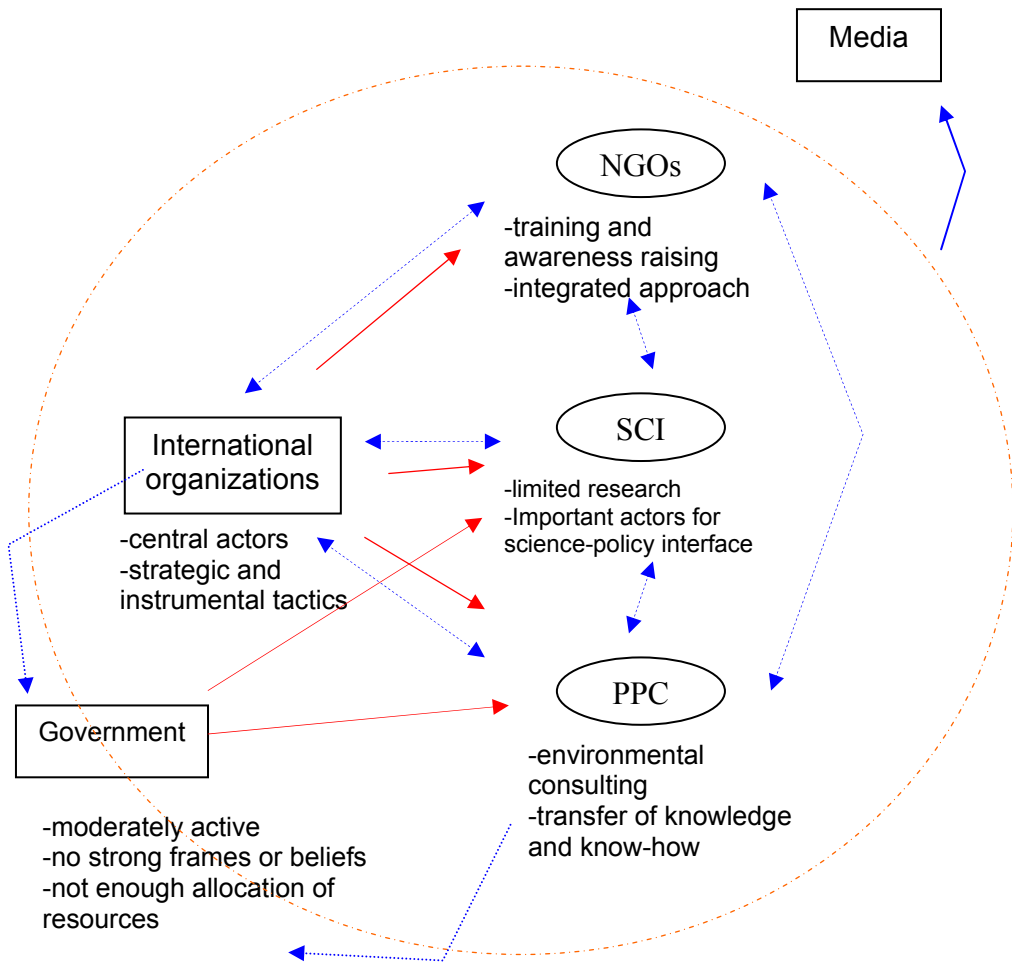 Media
NGOs
-training and
awareness raising
-integrated approach
International
organizations
-central actors
-strategic and
instrumental tactics
SCI
-limited research
-Important actors for
science-policy interface
Government
-moderately active
-no strong frames or beliefs
-not enough allocation of
resources
PPC
-environmental
consulting
-transfer of knowledge
and know-how